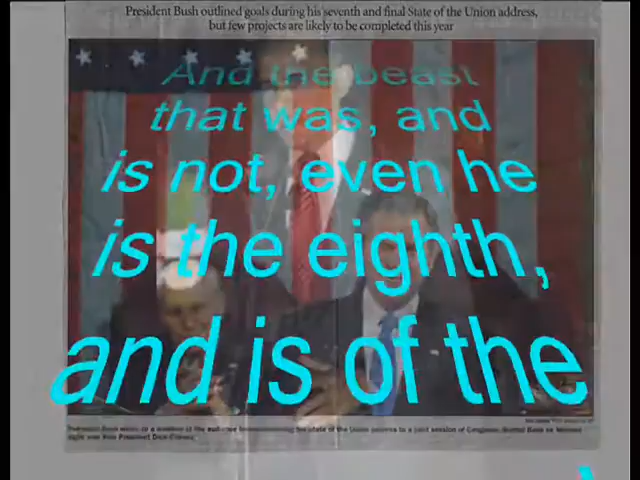 President Bush outlined goals during his seventh and final State of the Union address,
but few projects are likely to be completed this year
And the beast
that was, and
is not, even he
is the eighth,
and is of the